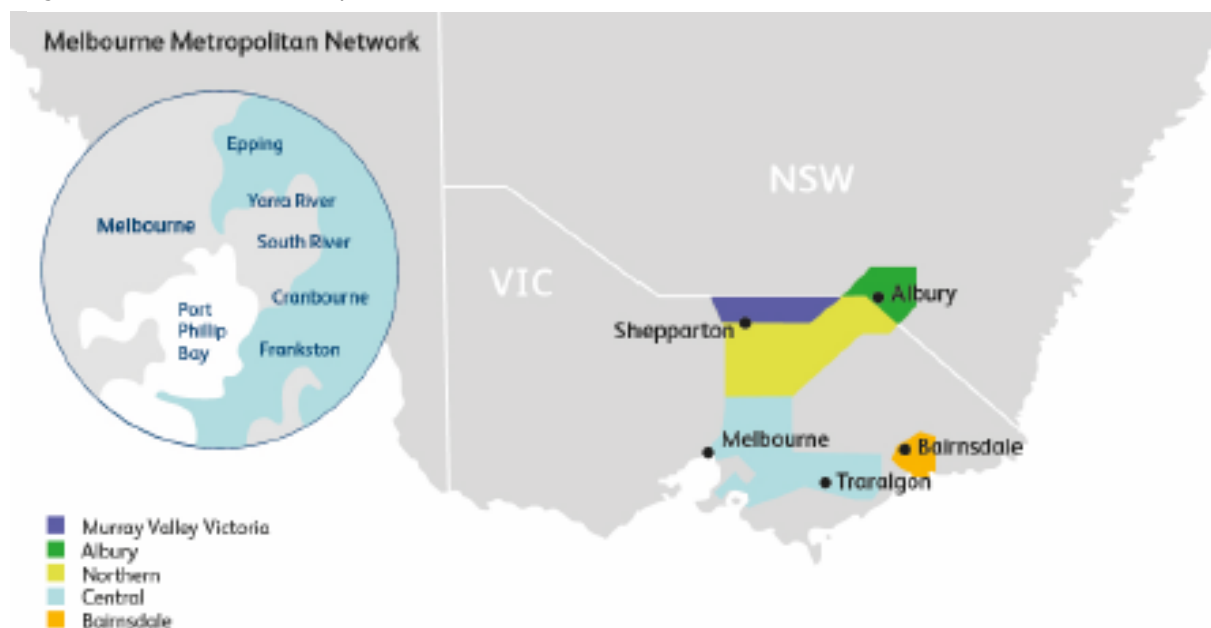 Melbourne Metropolitan Network
Epping
Yarra River
Melbourne
South River
Cranbourne
Port
Phillip
Bay
Frankston
NSW
VIC
Albury
Shepparton
Melbourne
Bairnsdale
Traralgon
Murray Valley Victoria
Albury
Northern
Central
Bairnsdale